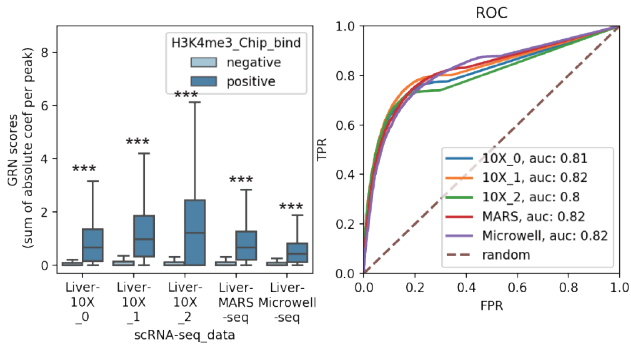 H3K4me3_Chip_bind
negative
positive
GRN scores
(sum of absolute coef per peak)
8
6
4
2
0
***
***
***
***
***
Liver-
10X
_0
Liver-
10X
_1
Liver-
10X
_2
Liver-
MARS
-seq
Liver-
Microwell
-seq
scRNA-seq_data
ROC
TPR
1.0
0.8
0.6
0.4
0.2
0.0
10X_0, auc: 0.81
10X_1, auc: 0.82
10X_2, auc: 0.8
MARS, auc: 0.82
Microwell, auc: 0.82
random
0.0 0.2 0.4 0.6 0.8 1.0
FPR